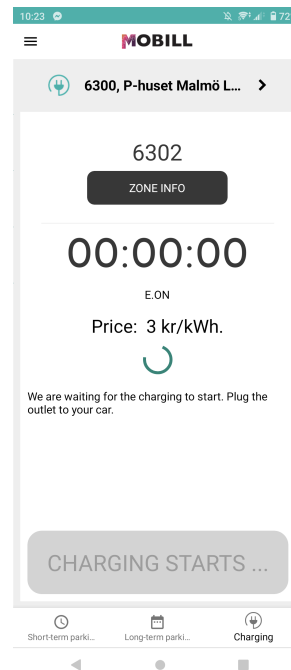 10:23 72
MOBILL
6300, P-huset Malmö L...
6302
ZONE INFO
00:00:00
E.ON
Price: 3 kr/kWh.
We are waiting for the charging to start. Plug the
outlet to your car.
CHARGING STARTS ...
Short-term parki... Long-term parki... Charging